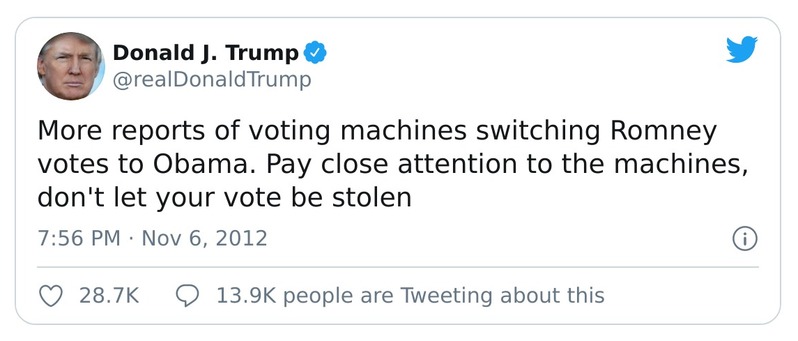 Donald J. Trump
@realDonaldTrump
More reports of voting machines switching Romney
votes to Obama. Pay close attention to the machines,
don't let your vote be stolen
7:56 PM · Nov 6, 2012
28.7K 13.9K people are Tweeting about this